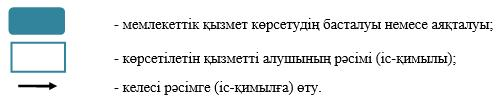 - мемлекеттік қызмет көрсетудің басталуы немесе аяқталуы;
- көрсетілетін қызметті алушының рәсімі (іс-қимылы);
- келесі рәсімге (іс-қимылға) өту.